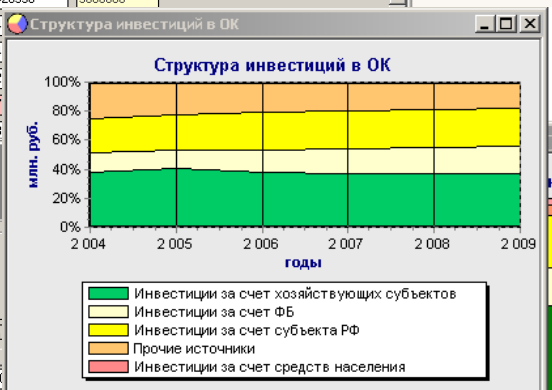 Структура инвестиций в ОК
Структура инвестиций в ОК
млн. руб.
100%
80%
60%
40%
20%
0%
2 004 2 005 2 006 2 007 2 008 2 009
годы
Инвестиции за счет хозяйствующих субъектов
Инвестиции за счет ФБ
Инвестиции за счет субъекта РФ
Прочие источники
Инвестиции за счет средств населения